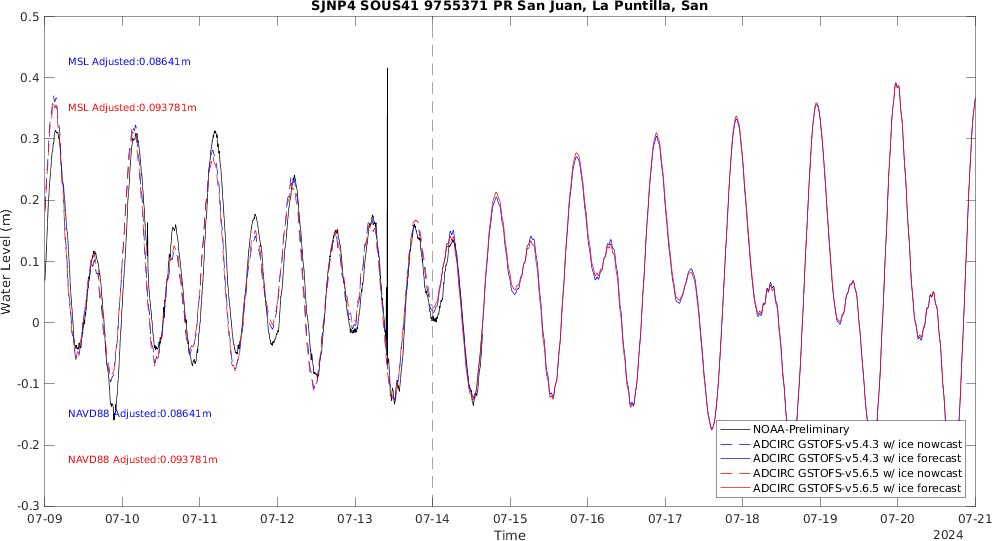 SJNP4 SOUS41 9755371 PR San Juan, La Puntilla, San
0.5
0.4
0.3
0.2
0.1
0
-0.1
-0.2
-0.3
Water Level (m)
MSL Adjusted:0.08641m
MSL Adjusted:0.093781m
NAVD88 Adjusted:0.08641m
NAVD88 Adjusted:0.093781m
NOAA-Preliminary
ADCIRC GSTOFS-v5.4.3 w/ ice nowcast
ADCIRC GSTOFS-v5.4.3 w/ ice forecast
ADCIRC GSTOFS-v5.6.5 w/ ice nowcast
ADCIRC GSTOFS-v5.6.5 w/ ice forecast
07-09 07-10 07-11 07-12 07-13 07-14 07-15 07-16 07-17 07-18 07-19 07-20 07-21
Time
2024